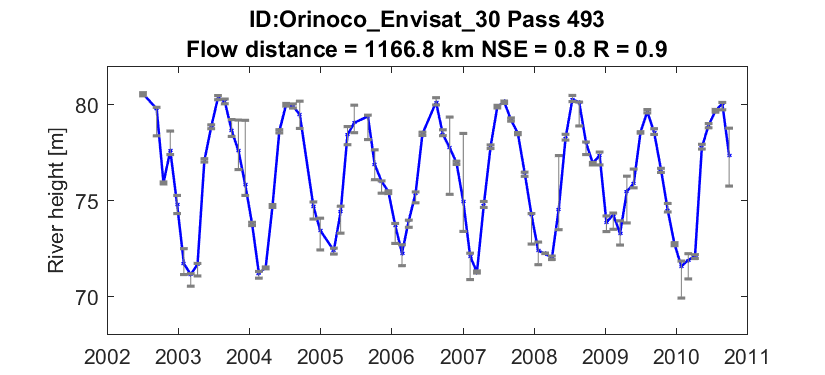 ID:Orinoco_Envisat_30 Pass 493
Flow distance = 1166.8 km NSE = 0.8 R = 0.9
80
75
70
River height [m]
2002 2003 2004 2005 2006 2007 2008 2009 2010 2011